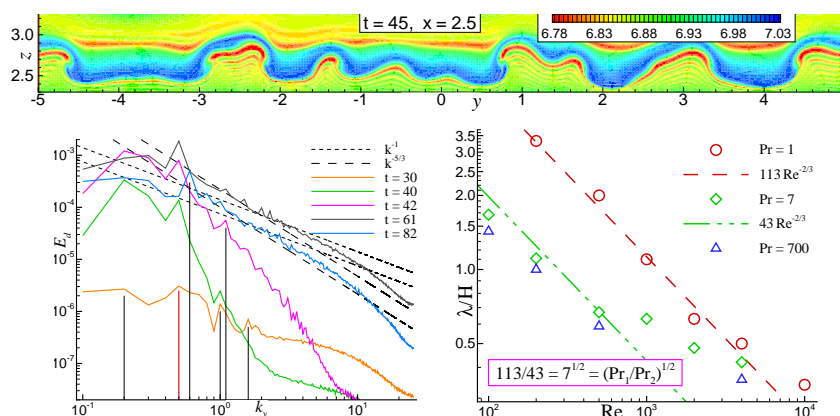 t = 45, x = 2.5
6.78 6.83 6.88 6.93 6.98 7.03
z
3.0
2.5
-5 -4 -3 -2 -1 0 y 2 3 4 5
E_d
10^-3
10^-4
10^-5
10^-6
10^-7
k^-1
k^-5/3
t = 30
t = 40
t = 42
t = 61
t = 82
10^-1 10^0 k_y 10^1
λ/H
3.5
3.0
2.5
2.0
1.5
1.0
0.5
Pr = 1
113 Re^-2/3
Pr = 7
43 Re^-2/3
Pr = 700
113/43 = 7^1/2 = (Pr_1/Pr_2)^1/2
10^2 Re 10^3 10^4